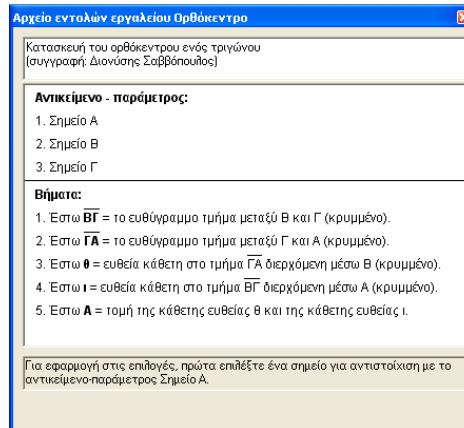 Αρχείο εντολών εργαλείου Ορθόκεντρο
Κατασκευή του ορθόκεντρου ενός τριγώνου
(συγγραφή: Διονύσης Σαββόπουλος)
Αντικείμενο - παράμετρος:
1. Σημείο Α
2. Σημείο Β
3. Σημείο Γ
Βήματα:
1. Έστω ΒΓ = το ευθύγραμμο τμήμα μεταξύ Β και Γ (κρυμμένο).
2. Έστω ΓΑ = το ευθύγραμμο τμήμα μεταξύ Γ και Α (κρυμμένο).
3. Έστω θ = ευθεία κάθετη στο τμήμα ΓΑ διερχόμενη μέσω Β (κρυμμένο).
4. Έστω ι = ευθεία κάθετη στο τμήμα ΒΓ διερχόμενη μέσω Α (κρυμμένο).
5. Έστω Α = τομή της κάθετης ευθείας θ και της κάθετης ευθείας ι.
Για εφαρμογή στις επιλογές, πρώτα επιλέξτε ένα σημείο για αντιστοίχιση με το
αντικείμενο-παράμετρος Σημείο Α.